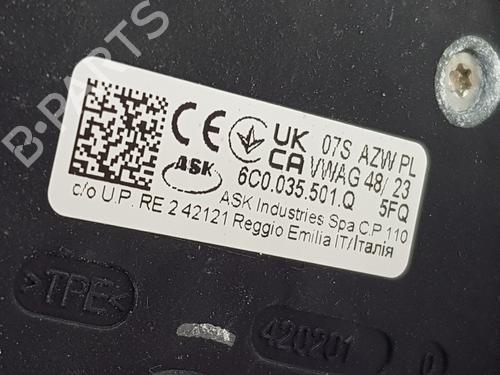 B-PARTS
CE UK CA 07S AZW PL
VWAG 48/ 23
ASK 6C0.035.501.Q 5FQ
ASK Industries Spa C.P 110
c/o U.P. RE 2 42121 Reggio Emilia IT/Італія
>TPE<
420201 0